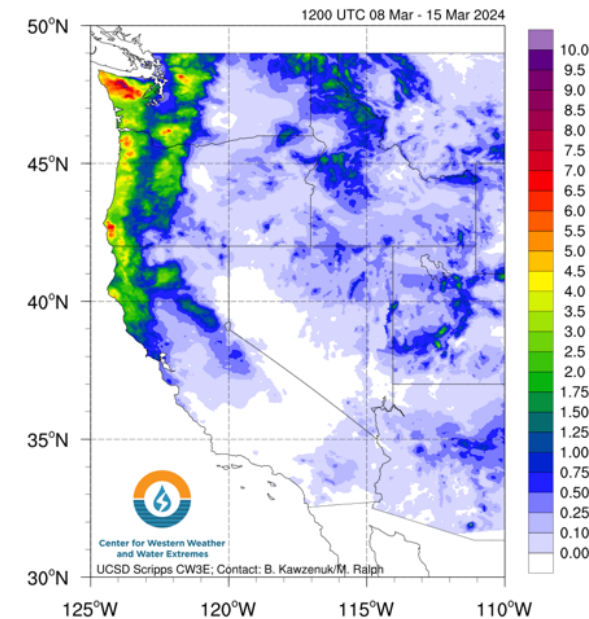 1200 UTC 08 Mar - 15 Mar 2024
50°N
45°N
40°N
35°N
30°N
125°W 120°W 115°W 110°W
10.0
9.5
9.0
8.5
8.0
7.5
7.0
6.5
6.0
5.5
5.0
4.5
4.0
3.5
3.0
2.5
2.0
1.75
1.50
1.25
1.00
0.75
0.50
0.25
0.10
0.00
Center for Western Weather
and Water Extremes
UCSD Scripps CW3E; Contact: B. Kawzenuk/M. Ralph